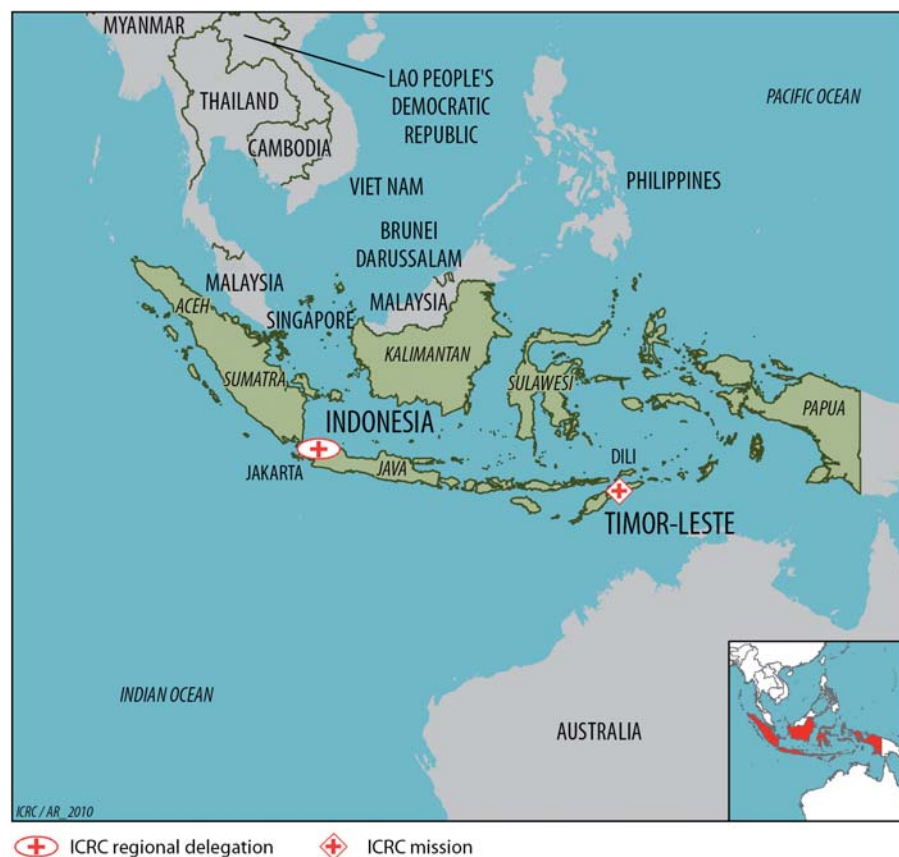 MYANMAR
LAO PEOPLE'S
DEMOCRATIC
REPUBLIC
THAILAND
PACIFIC OCEAN
CAMBODIA
VIET NAM
PHILIPPINES
BRUNEI
DARUSSALAM
MALAYSIA
MALAYSIA
ACEH
SINGAPORE
KALIMANTAN
SUMATRA
SULAWESI
PAPUA
INDONESIA
JAKARTA
JAVA
DILI
TIMOR-LESTE
INDIAN OCEAN
AUSTRALIA
ICRC / AR_2010
ICRC regional delegation
ICRC mission